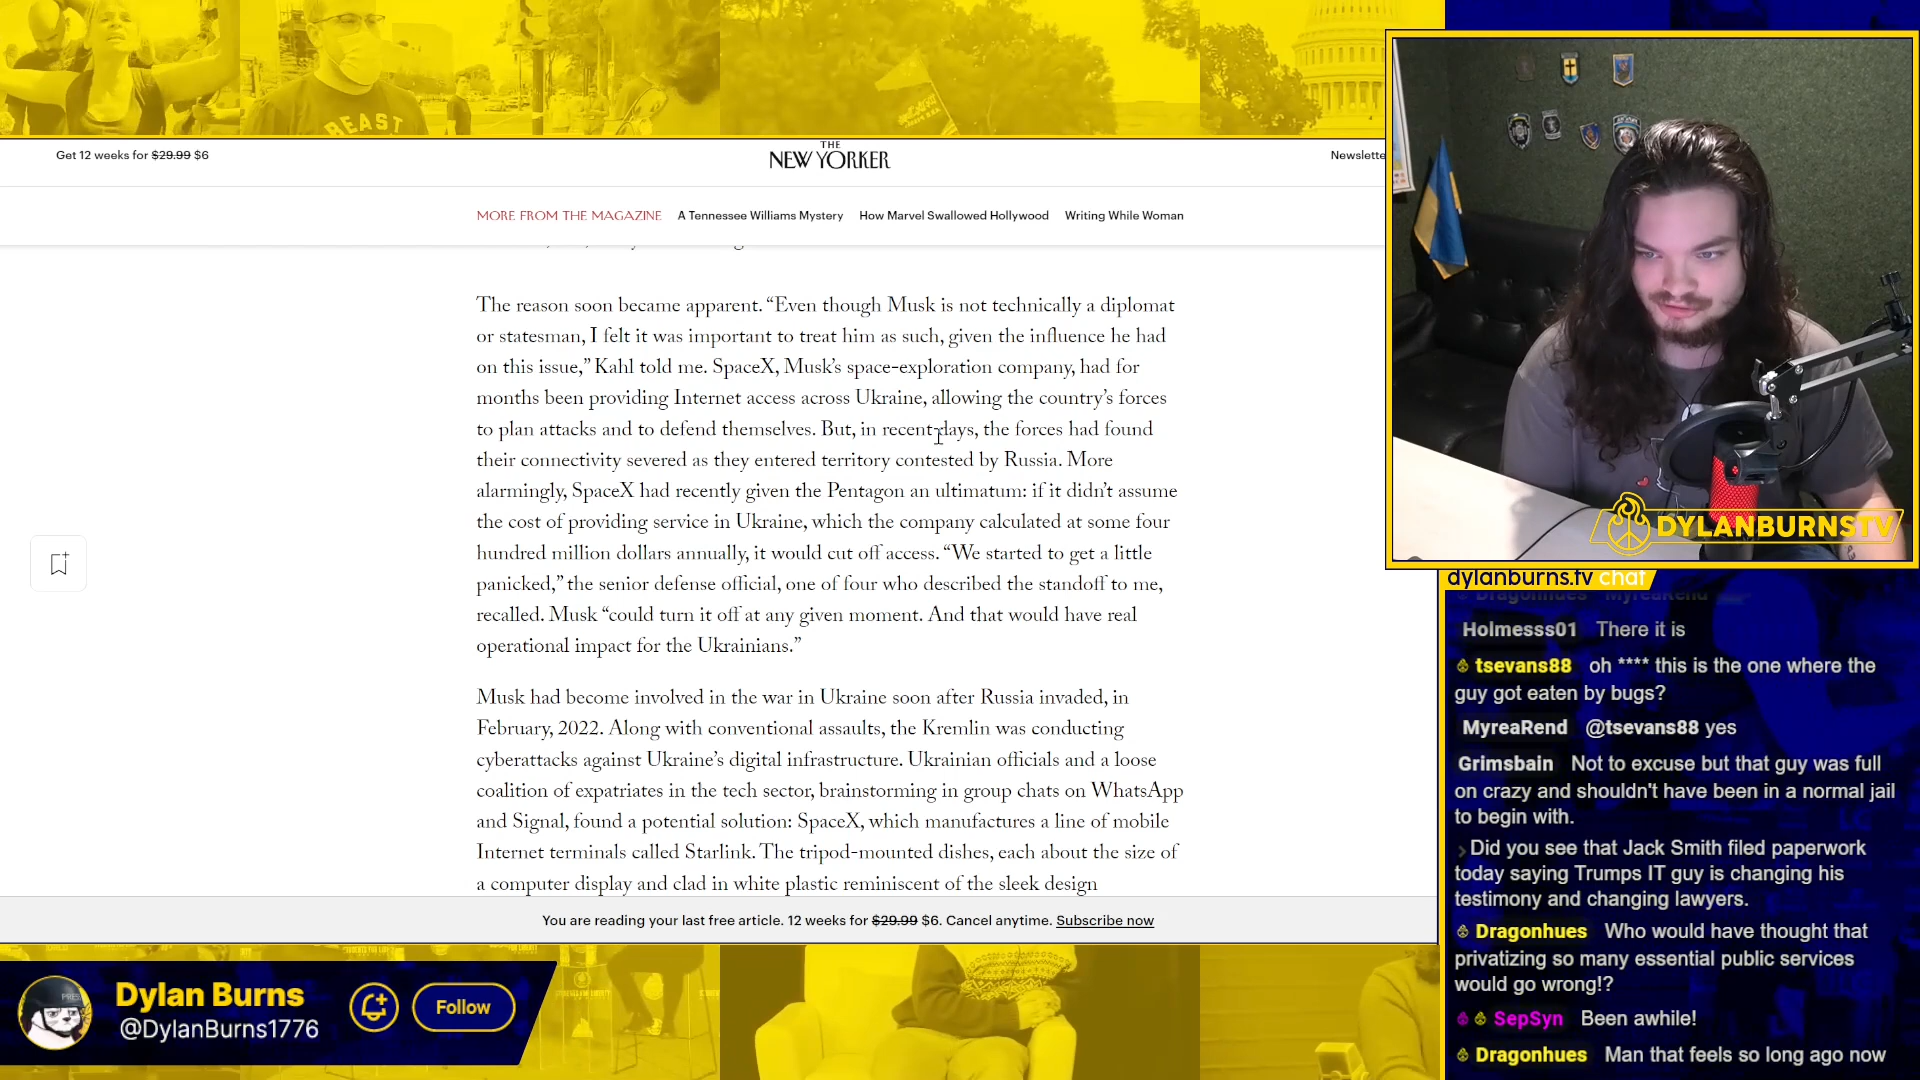 BEAST
Get 12 weeks for $29.99 $6
THE
NEW YORKER
Newslette
MORE FROM THE MAGAZINE A Tennessee Williams Mystery How Marvel Swallowed Hollywood Writing While Woman
The reason soon became apparent. “Even though Musk is not technically a diplomat
or statesman, I felt it was important to treat him as such, given the influence he had
on this issue,” Kahl told me. SpaceX, Musk’s space-exploration company, had for
months been providing Internet access across Ukraine, allowing the country’s forces
to plan attacks and to defend themselves. But, in recent days, the forces had found
their connectivity severed as they entered territory contested by Russia. More
alarmingly, SpaceX had recently given the Pentagon an ultimatum: if it didn’t assume
the cost of providing service in Ukraine, which the company calculated at some four
hundred million dollars annually, it would cut off access. “We started to get a little
panicked,” the senior defense official, one of four who described the standoff to me,
recalled. Musk “could turn it off at any given moment. And that would have real
operational impact for the Ukrainians.”
Musk had become involved in the war in Ukraine soon after Russia invaded, in
February, 2022. Along with conventional assaults, the Kremlin was conducting
cyberattacks against Ukraine’s digital infrastructure. Ukrainian officials and a loose
coalition of expatriates in the tech sector, brainstorming in group chats on WhatsApp
and Signal, found a potential solution: SpaceX, which manufactures a line of mobile
Internet terminals called Starlink. The tripod-mounted dishes, each about the size of
a computer display and clad in white plastic reminiscent of the sleek design
You are reading your last free article. 12 weeks for $29.99 $6. Cancel anytime. Subscribe now
DYLANBURNSTV
dylanburns.tv chat
Dragonhues MyreaRend
Holmesss01 There it is
tsevans88 oh **** this is the one where the
guy got eaten by bugs?
MyreaRend @tsevans88 yes
Grimsbain Not to excuse but that guy was full
on crazy and shouldn't have been in a normal jail
to begin with.
Did you see that Jack Smith filed paperwork
today saying Trumps IT guy is changing his
testimony and changing lawyers.
Dragonhues Who would have thought that
privatizing so many essential public services
would go wrong!?
SepSyn Been awhile!
Dragonhues Man that feels so long ago now
PRESS
Dylan Burns
@DylanBurns1776
Follow